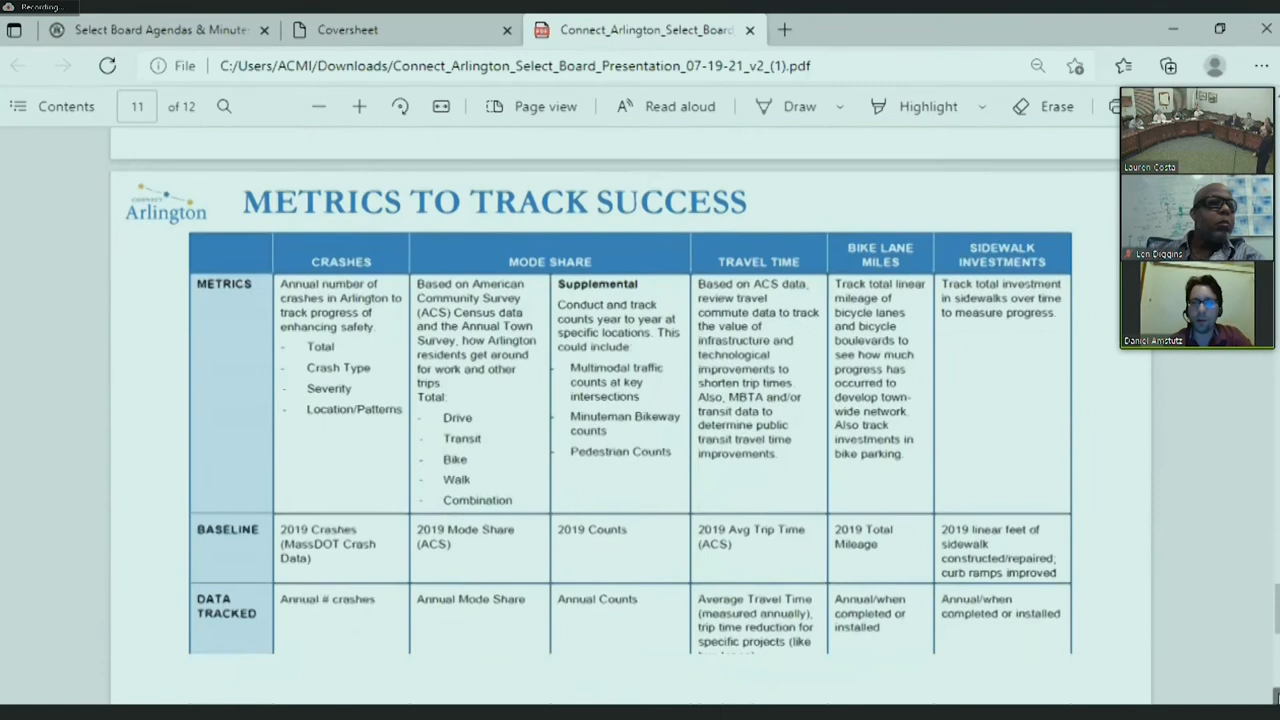 Recording...
Select Board Agendas & Minute
Coversheet
Connect_Arlington_Select_Board
File
C:/Users/ACMI/Downloads/Connect_Arlington_Select_Board_Presentation_07-19-21_v2_(1).pdf
Contents
11
of 12
Page view
Read aloud
Draw
Highlight
Erase
Lauren Costa
Len Diggins
Daniel Amstutz
CONNECT
Arlington
METRICS TO TRACK SUCCESS
CRASHES
MODE SHARE
TRAVEL TIME
BIKE LANE
MILES
SIDEWALK
INVESTMENTS
METRICS
Annual number of
crashes in Arlington to
track progress of
enhancing safety.
- Total
- Crash Type
- Severity
- Location/Patterns
Based on American
Community Survey
(ACS) Census data
and the Annual Town
Survey, how Arlington
residents get around
for work and other
trips
Total:
- Drive
- Transit
- Bike
- Walk
- Combination
Supplemental
Conduct and track
counts year to year at
specific locations. This
could include:
- Multimodal traffic
counts at key
intersections
- Minuteman Bikeway
counts
- Pedestrian Counts
Based on ACS data,
review travel
commute data to track
the value of
infrastructure and
technological
improvements to
shorten trip times.
Also, MBTA and/or
transit data to
determine public
transit travel time
improvements.
Track total linear
mileage of
bicycle lanes
and bicycle
boulevards to
see how much
progress has
occurred to
develop town-
wide network.
Also track
investments in
bike parking.
Track total investment
in sidewalks over time
to measure progress.
BASELINE
2019 Crashes
(MassDOT Crash
Data)
2019 Mode Share
(ACS)
2019 Counts
2019 Avg Trip Time
(ACS)
2019 Total
Mileage
2019 linear feet of
sidewalk
constructed/repaired;
curb ramps improved
DATA
TRACKED
Annual # crashes
Annual Mode Share
Annual Counts
Average Travel Time
(measured annually),
trip time reduction for
specific projects (like
Annual/when
completed or
installed
Annual/when
completed or installed